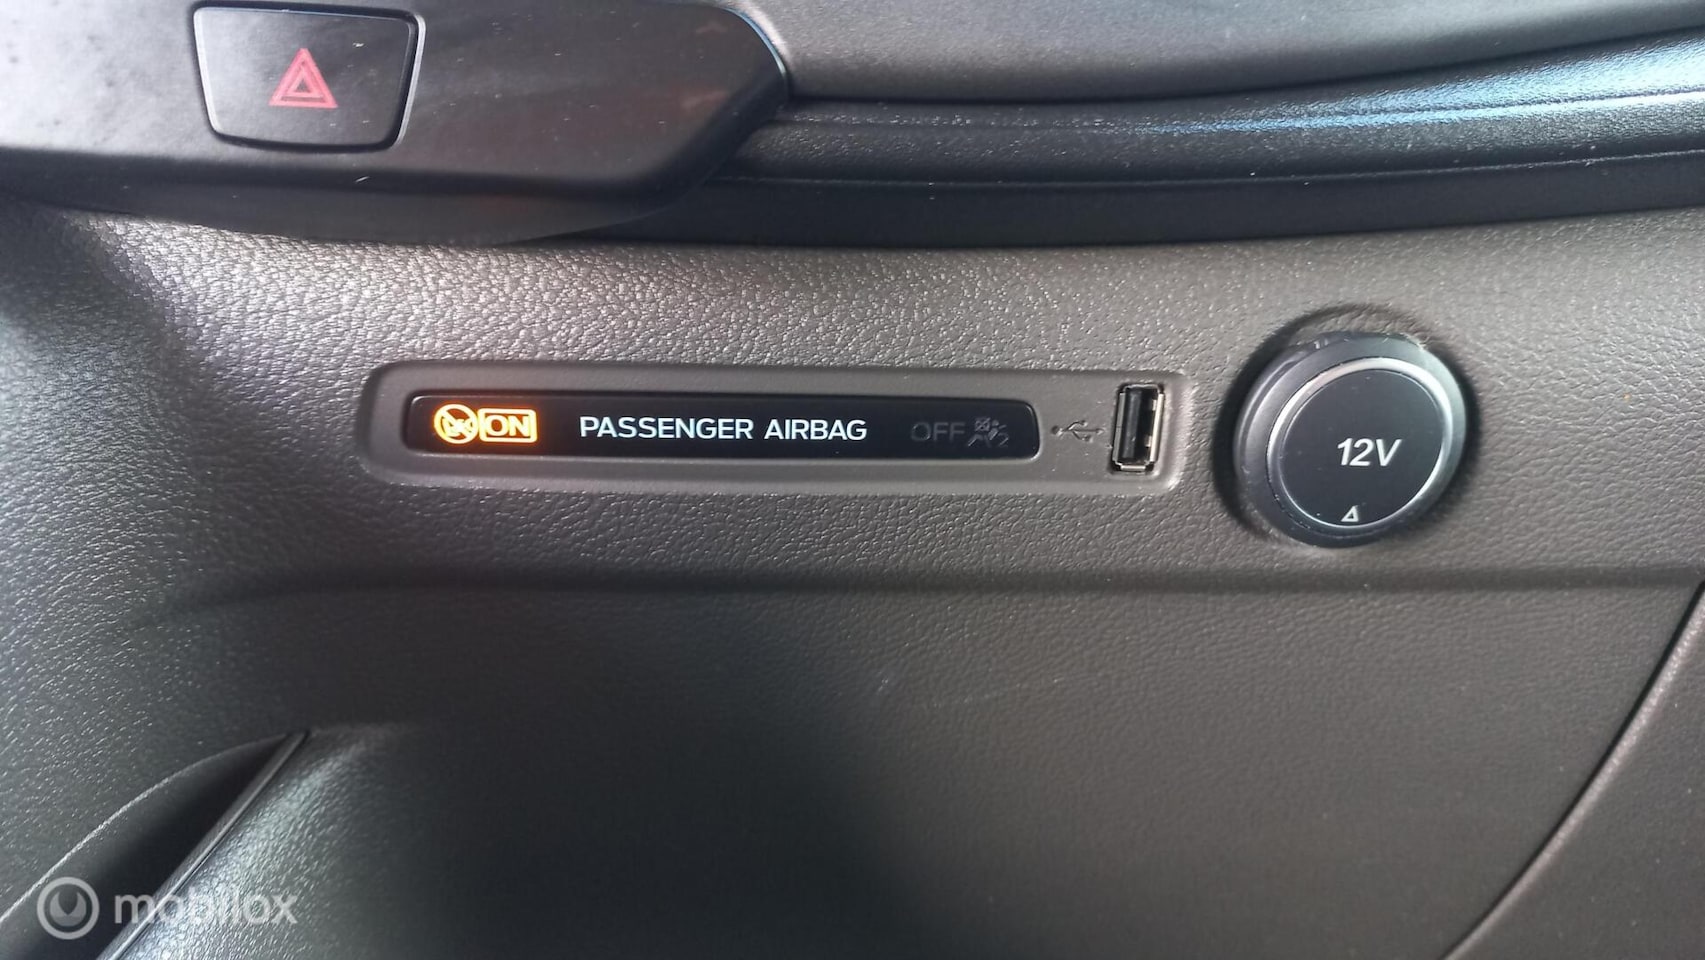 ON PASSENGER AIRBAG OFF
12V
mobilox